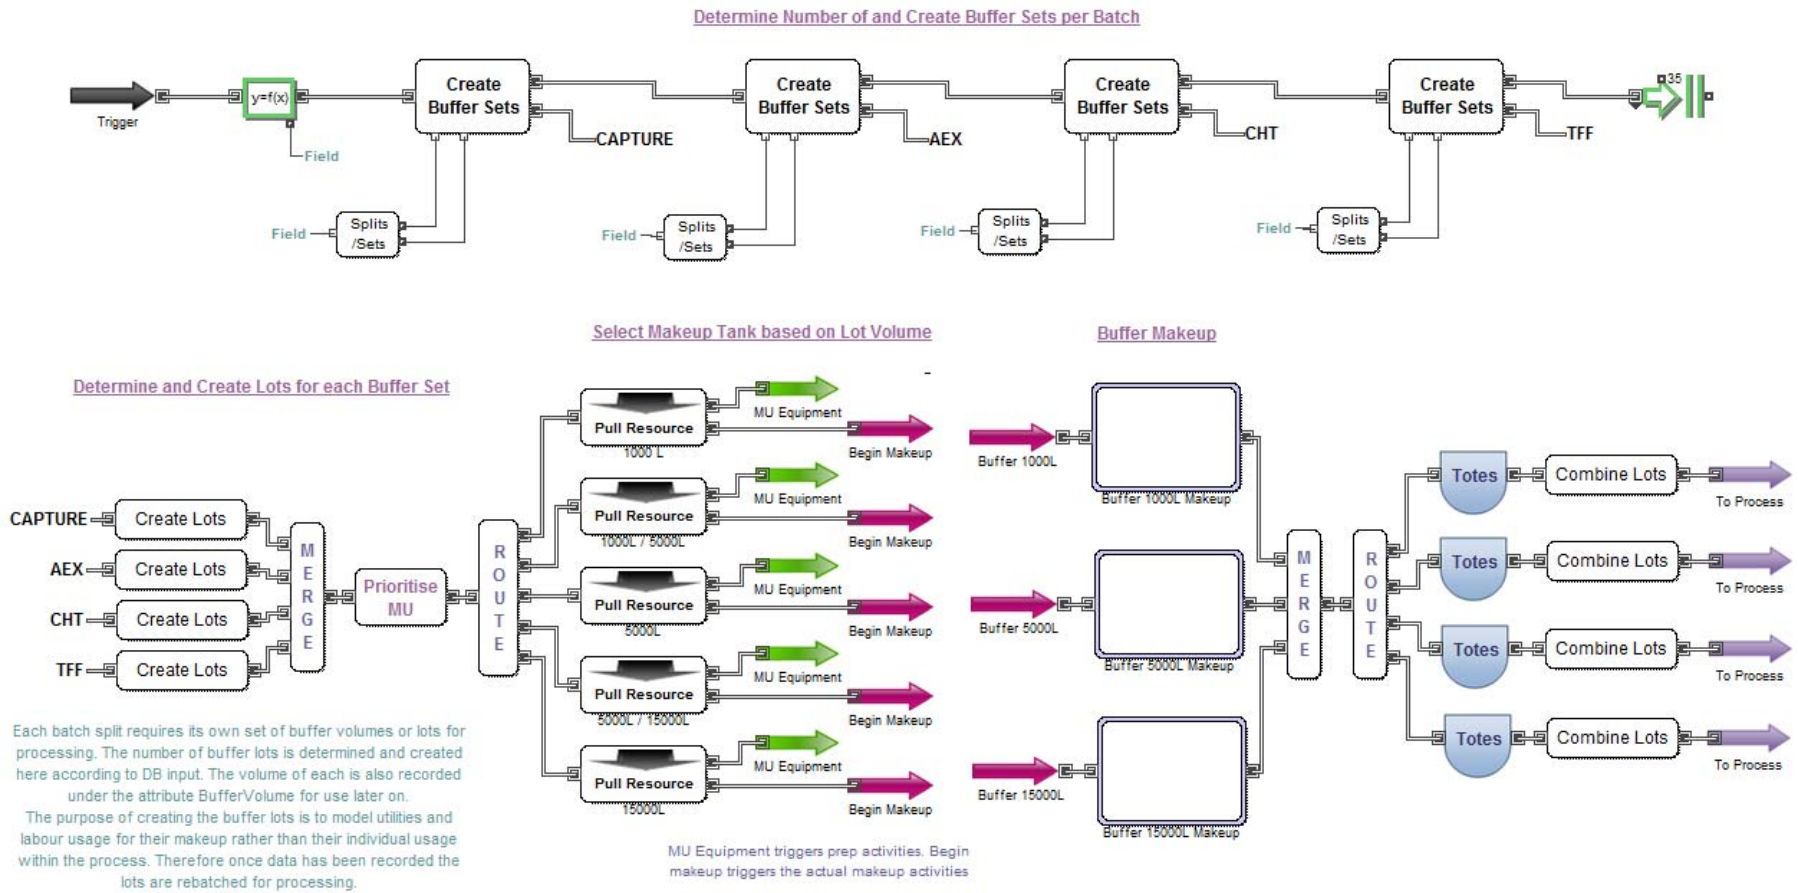 Determine Number of and Create Buffer Sets per Batch
Trigger
y=f(x)
Field
Create
Buffer Sets
CAPTURE
Splits
/Sets
Field
Create
Buffer Sets
AEX
Splits
/Sets
Field
Create
Buffer Sets
CHT
Splits
/Sets
Field
Create
Buffer Sets
TFF
Splits
/Sets
Field
35
Determine and Create Lots for each Buffer Set
CAPTURE
Create Lots
AEX
Create Lots
CHT
Create Lots
TFF
Create Lots
MERGE
Prioritise
MU
ROUTE
Each batch split requires its own set of buffer volumes or lots for
processing. The number of buffer lots is determined and created
here according to DB input. The volume of each is also recorded
under the attribute BufferVolume for use later on.
The purpose of creating the buffer lots is to model utilities and
labour usage for their makeup rather than their individual usage
within the process. Therefore once data has been recorded the
lots are rebatched for processing.
Select Makeup Tank based on Lot Volume
Pull Resource
1000 L
MU Equipment
Begin Makeup
Pull Resource
1000L / 5000L
MU Equipment
Begin Makeup
Pull Resource
5000L
MU Equipment
Begin Makeup
Pull Resource
5000L / 15000L
MU Equipment
Begin Makeup
Pull Resource
15000L
MU Equipment
Begin Makeup
MU Equipment triggers prep activities. Begin
makeup triggers the actual makeup activities
Buffer Makeup
Buffer 1000L
Buffer 1000L Makeup
Buffer 5000L
Buffer 5000L Makeup
Buffer 15000L
Buffer 15000L Makeup
MERGE
ROUTE
Totes
Combine Lots
To Process
Totes
Combine Lots
To Process
Totes
Combine Lots
To Process
Totes
Combine Lots
To Process